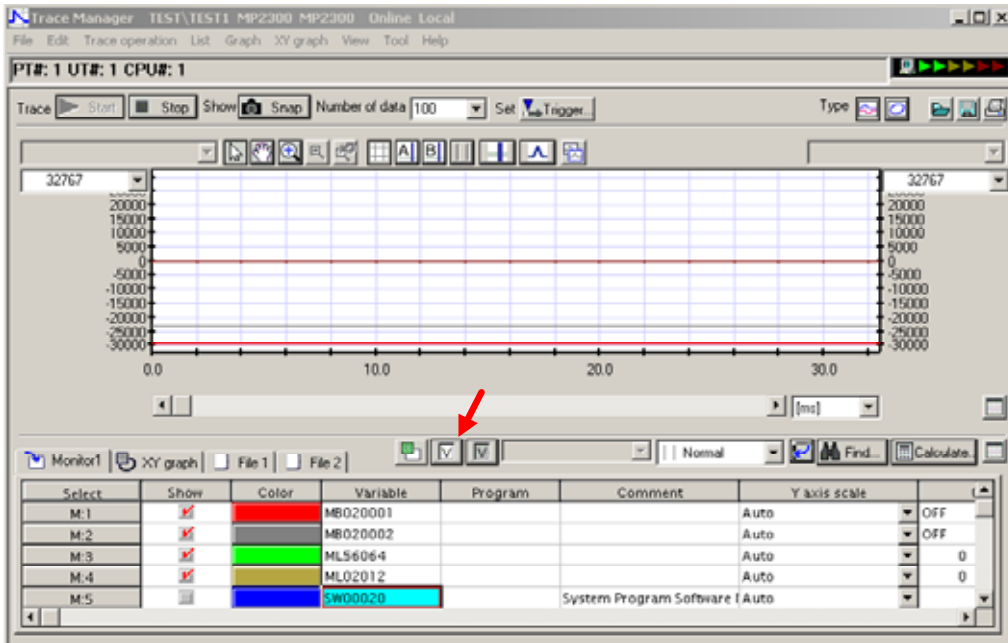 Trace Manager TEST\TEST1 MP2300 MP2300 Online Local
File Edit Trace operation List Graph XY graph View Tool Help
PT#: 1 UT#: 1 CPU#: 1
Trace Start Stop Show Snap Number of data 100 Set Trigger... Type
A B
32767 32767
20000 20000
15000 15000
10000 10000
5000 5000
0 0
-5000 -5000
-10000 -10000
-15000 -15000
-20000 -20000
-25000 -25000
-30000 -30000
0.0 10.0 20.0 30.0
[ms]
Monitor1 XY graph File 1 File 2 V V Normal Find... Calculate..
Select Show Color Variable Program Comment Y axis scale
M:1 MB020001 Auto OFF
M:2 MB020002 Auto OFF
M:3 ML56064 Auto 0
M:4 ML02012 Auto 0
M:5 SW00020 System Program Software Auto